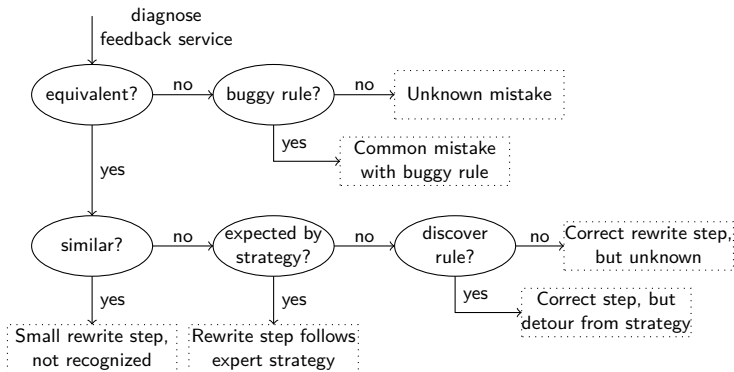 diagnose
feedback service
equivalent?
no
buggy rule?
no
Unknown mistake
yes
Common mistake
with buggy rule
yes
similar?
no
expected by
strategy?
no
discover
rule?
no
Correct rewrite step,
but unknown
yes
Small rewrite step,
not recognized
yes
Rewrite step follows
expert strategy
yes
Correct step, but
detour from strategy